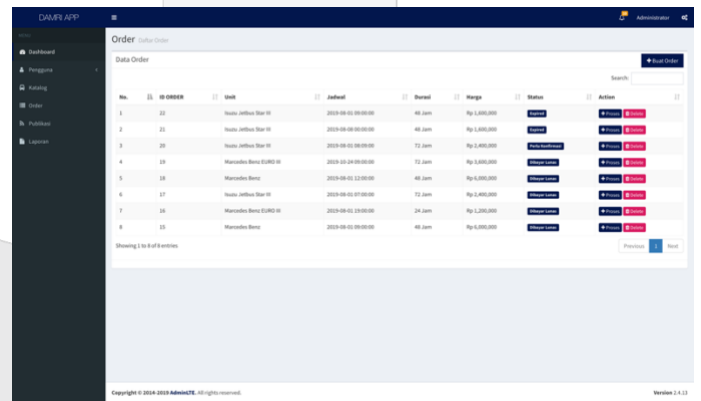 DAMRI APP
Administrator
MENU
Dashboard
Pengguna
Katalog
Order
Publikasi
Laporan
Order Daftar Order
Data Order
Buat Order
Search:
No. ID ORDER Unit Jadwal Durasi Harga Status Action
1 22 Isuzu Jetbus Star III 2019-08-01 09:00:00 48 Jam Rp 1,600,000 Expired Proses Delete
2 21 Isuzu Jetbus Star III 2019-08-08 00:00:00 48 Jam Rp 1,600,000 Expired Proses Delete
3 20 Isuzu Jetbus Star III 2019-08-01 08:09:00 72 Jam Rp 2,400,000 Perlu Konfirmasi Proses Delete
4 19 Marcedes Benz EURO III 2019-10-24 09:00:00 72 Jam Rp 3,600,000 Dibayar Lunas Proses Delete
5 18 Marcedes Benz 2019-08-01 12:00:00 48 Jam Rp 6,000,000 Dibayar Lunas Proses Delete
6 17 Isuzu Jetbus Star III 2019-08-01 07:00:00 72 Jam Rp 2,400,000 Dibayar Lunas Proses Delete
7 16 Marcedes Benz EURO III 2019-08-01 19:00:00 24 Jam Rp 1,200,000 Dibayar Lunas Proses Delete
8 15 Marcedes Benz 2019-08-01 09:00:00 48 Jam Rp 6,000,000 Dibayar Lunas Proses Delete
Showing 1 to 8 of 8 entries
Previous 1 Next
Copyright © 2014-2019 AdminLTE. All rights reserved.
Version 2.4.13